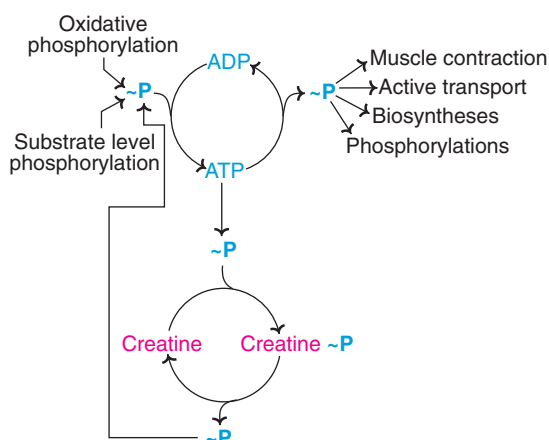 Oxidative
phosphorylation
ADP
~P
~P
Muscle contraction
Active transport
Biosyntheses
Phosphorylations
Substrate level
phosphorylation
ATP
~P
Creatine
Creatine ~P
~P